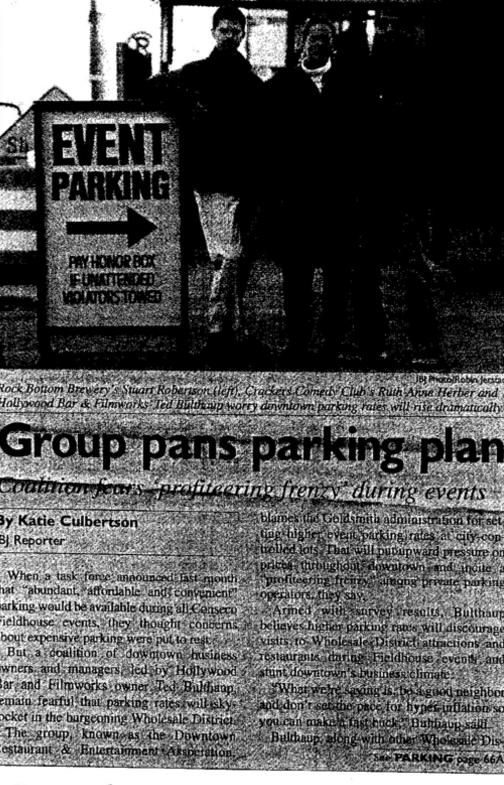 EVENT
PARKING
PAY HONOR BOX
IF UNATTENDED
VIOLATORS TOWED
Rock Bottom Brewery's Stuart Robertson (left), Crackers Comedy Club's Ruth Anne Herber and
Hollywood Bar & Filmworks' Ted Bulthaup worry downtown parking rates will rise dramatically
Group pans parking plan
Coalition fears 'profiteering frenzy' during events
By Katie Culbertson
BJ Reporter
When a task force announced last month
hat "abundant, affordable and convenient"
arking would be available during all Conseco
ieldhouse events, they thought concerns
bout expensive parking were put to rest.
But a coalition of downtown business
wners and managers, led by Hollywood
Bar and Filmworks owner Ted Bulthaup,
emain fearful that parking rates will sky-
ocket in the burgeoning Wholesale District.
The group, known as the Downtown
estaurant & Entertainment Association,
blames the Goldsmith administration for set-
ting higher event parking rates at city-con-
trolled lots. That will put upward pressure on
prices throughout downtown and incite a
"profiteering frenzy" among private parking
operators, they say.
Armed with survey results, Bulthaup
believes higher parking rates will discourage
visits to Wholesale District attractions and
restaurants during Fieldhouse events and
stunt downtown's business climate.
"What we're saying is, be a good neighbor
and don't set the pace for hyper-inflation so
you can make a fast buck," Bulthaup said.
Bulthaup, along with other Wholesale Dis-
See PARKING page 66A